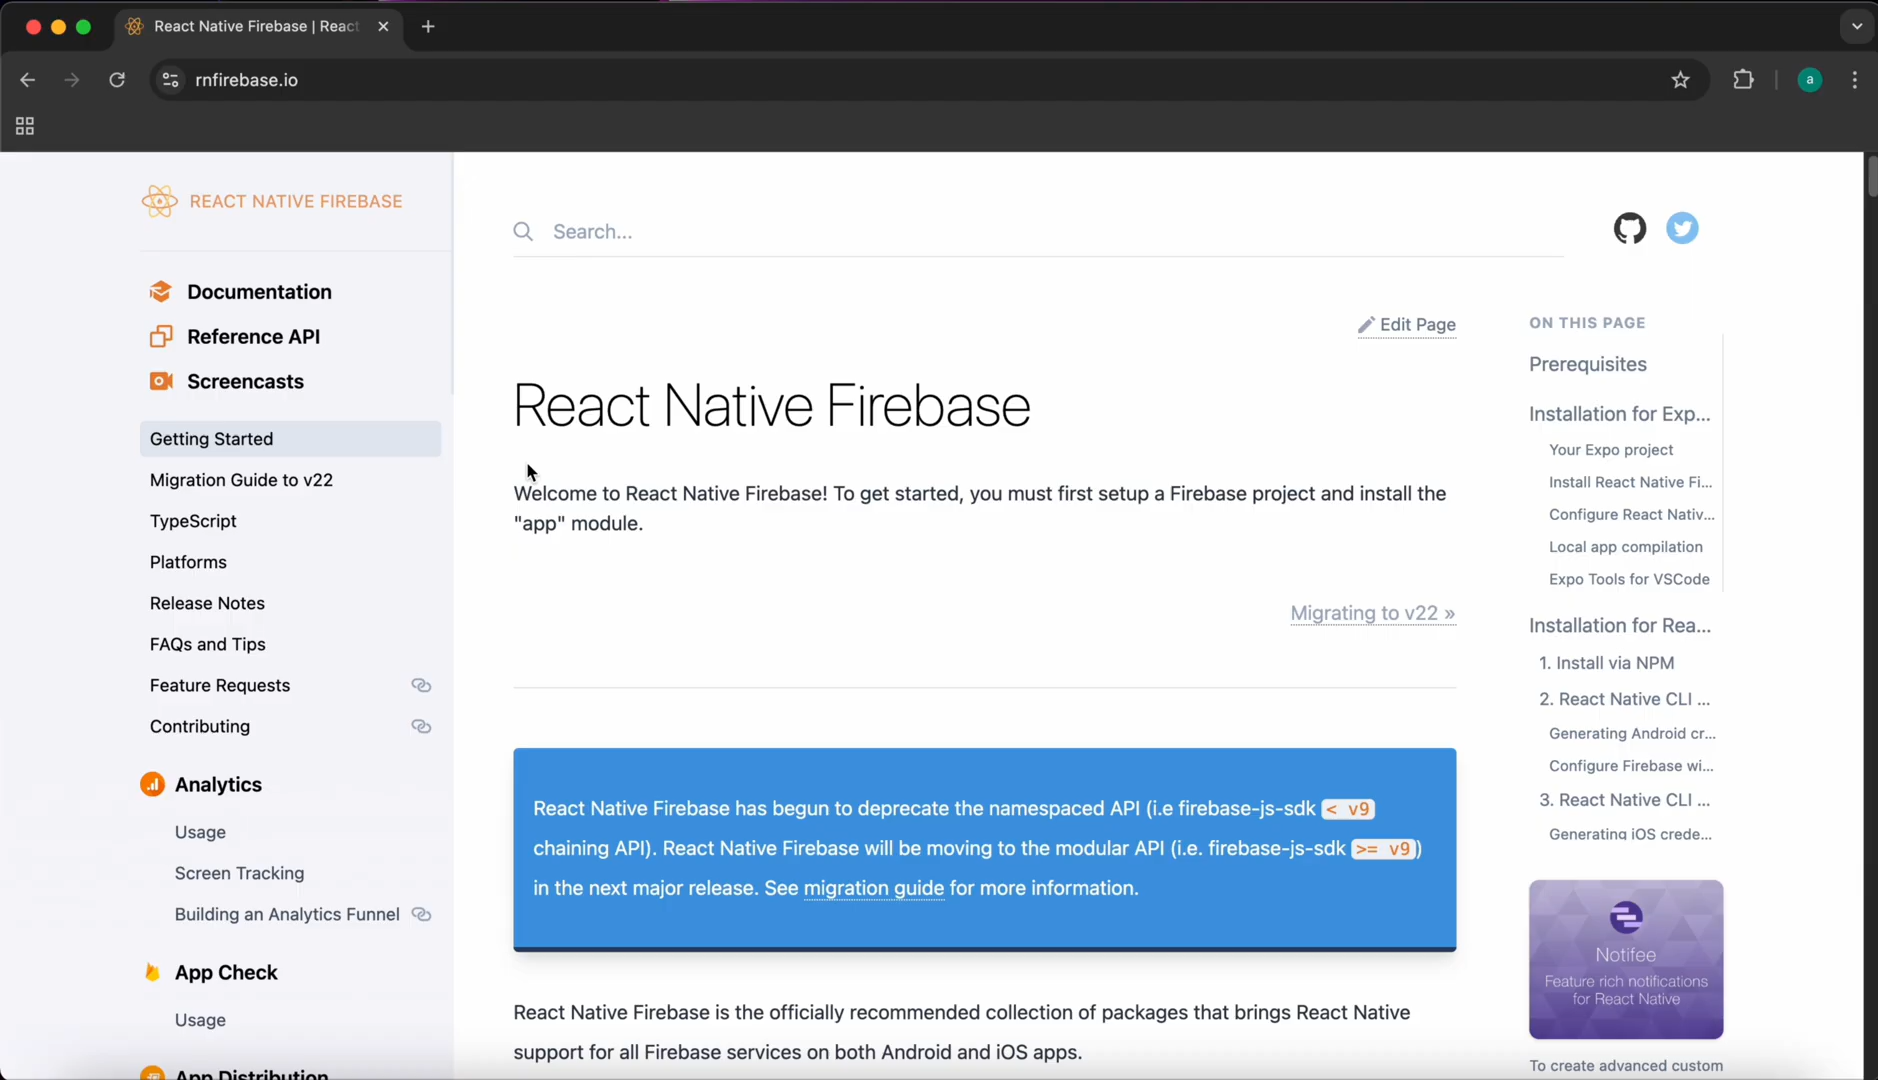 React Native Firebase | React
rnfirebase.io
a
REACT NATIVE FIREBASE
Documentation
Reference API
Screencasts
Getting Started
Migration Guide to v22
TypeScript
Platforms
Release Notes
FAQs and Tips
Feature Requests
Contributing
Analytics
Usage
Screen Tracking
Building an Analytics Funnel
App Check
Usage
App Distribution
Search...
Edit Page
React Native Firebase
Welcome to React Native Firebase! To get started, you must first setup a Firebase project and install the
"app" module.
Migrating to v22 »
React Native Firebase has begun to deprecate the namespaced API (i.e firebase-js-sdk < v9
chaining API). React Native Firebase will be moving to the modular API (i.e. firebase-js-sdk >= v9)
in the next major release. See migration guide for more information.
React Native Firebase is the officially recommended collection of packages that brings React Native
support for all Firebase services on both Android and iOS apps.
ON THIS PAGE
Prerequisites
Installation for Exp...
Your Expo project
Install React Native Fi...
Configure React Nativ...
Local app compilation
Expo Tools for VSCode
Installation for Rea...
1. Install via NPM
2. React Native CLI ...
Generating Android cr...
Configure Firebase wi...
3. React Native CLI ...
Generating iOS crede...
Notifee
Feature rich notifications
for React Native
To create advanced custom